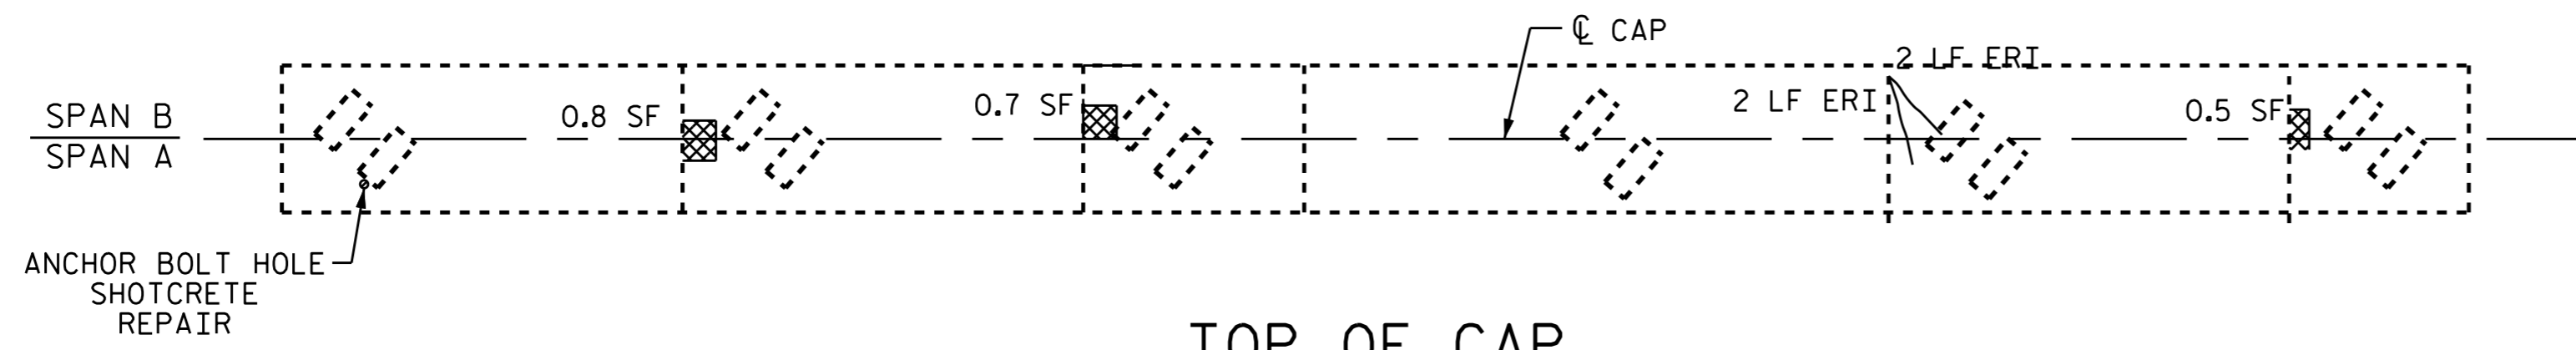 SPAN B
SPAN A
0.8 SF
0.7 SF
℄ CAP
2 LF ERI
2 LF ERI
0.5 SF
ANCHOR BOLT HOLE
SHOTCRETE
REPAIR
TOP OF CAP